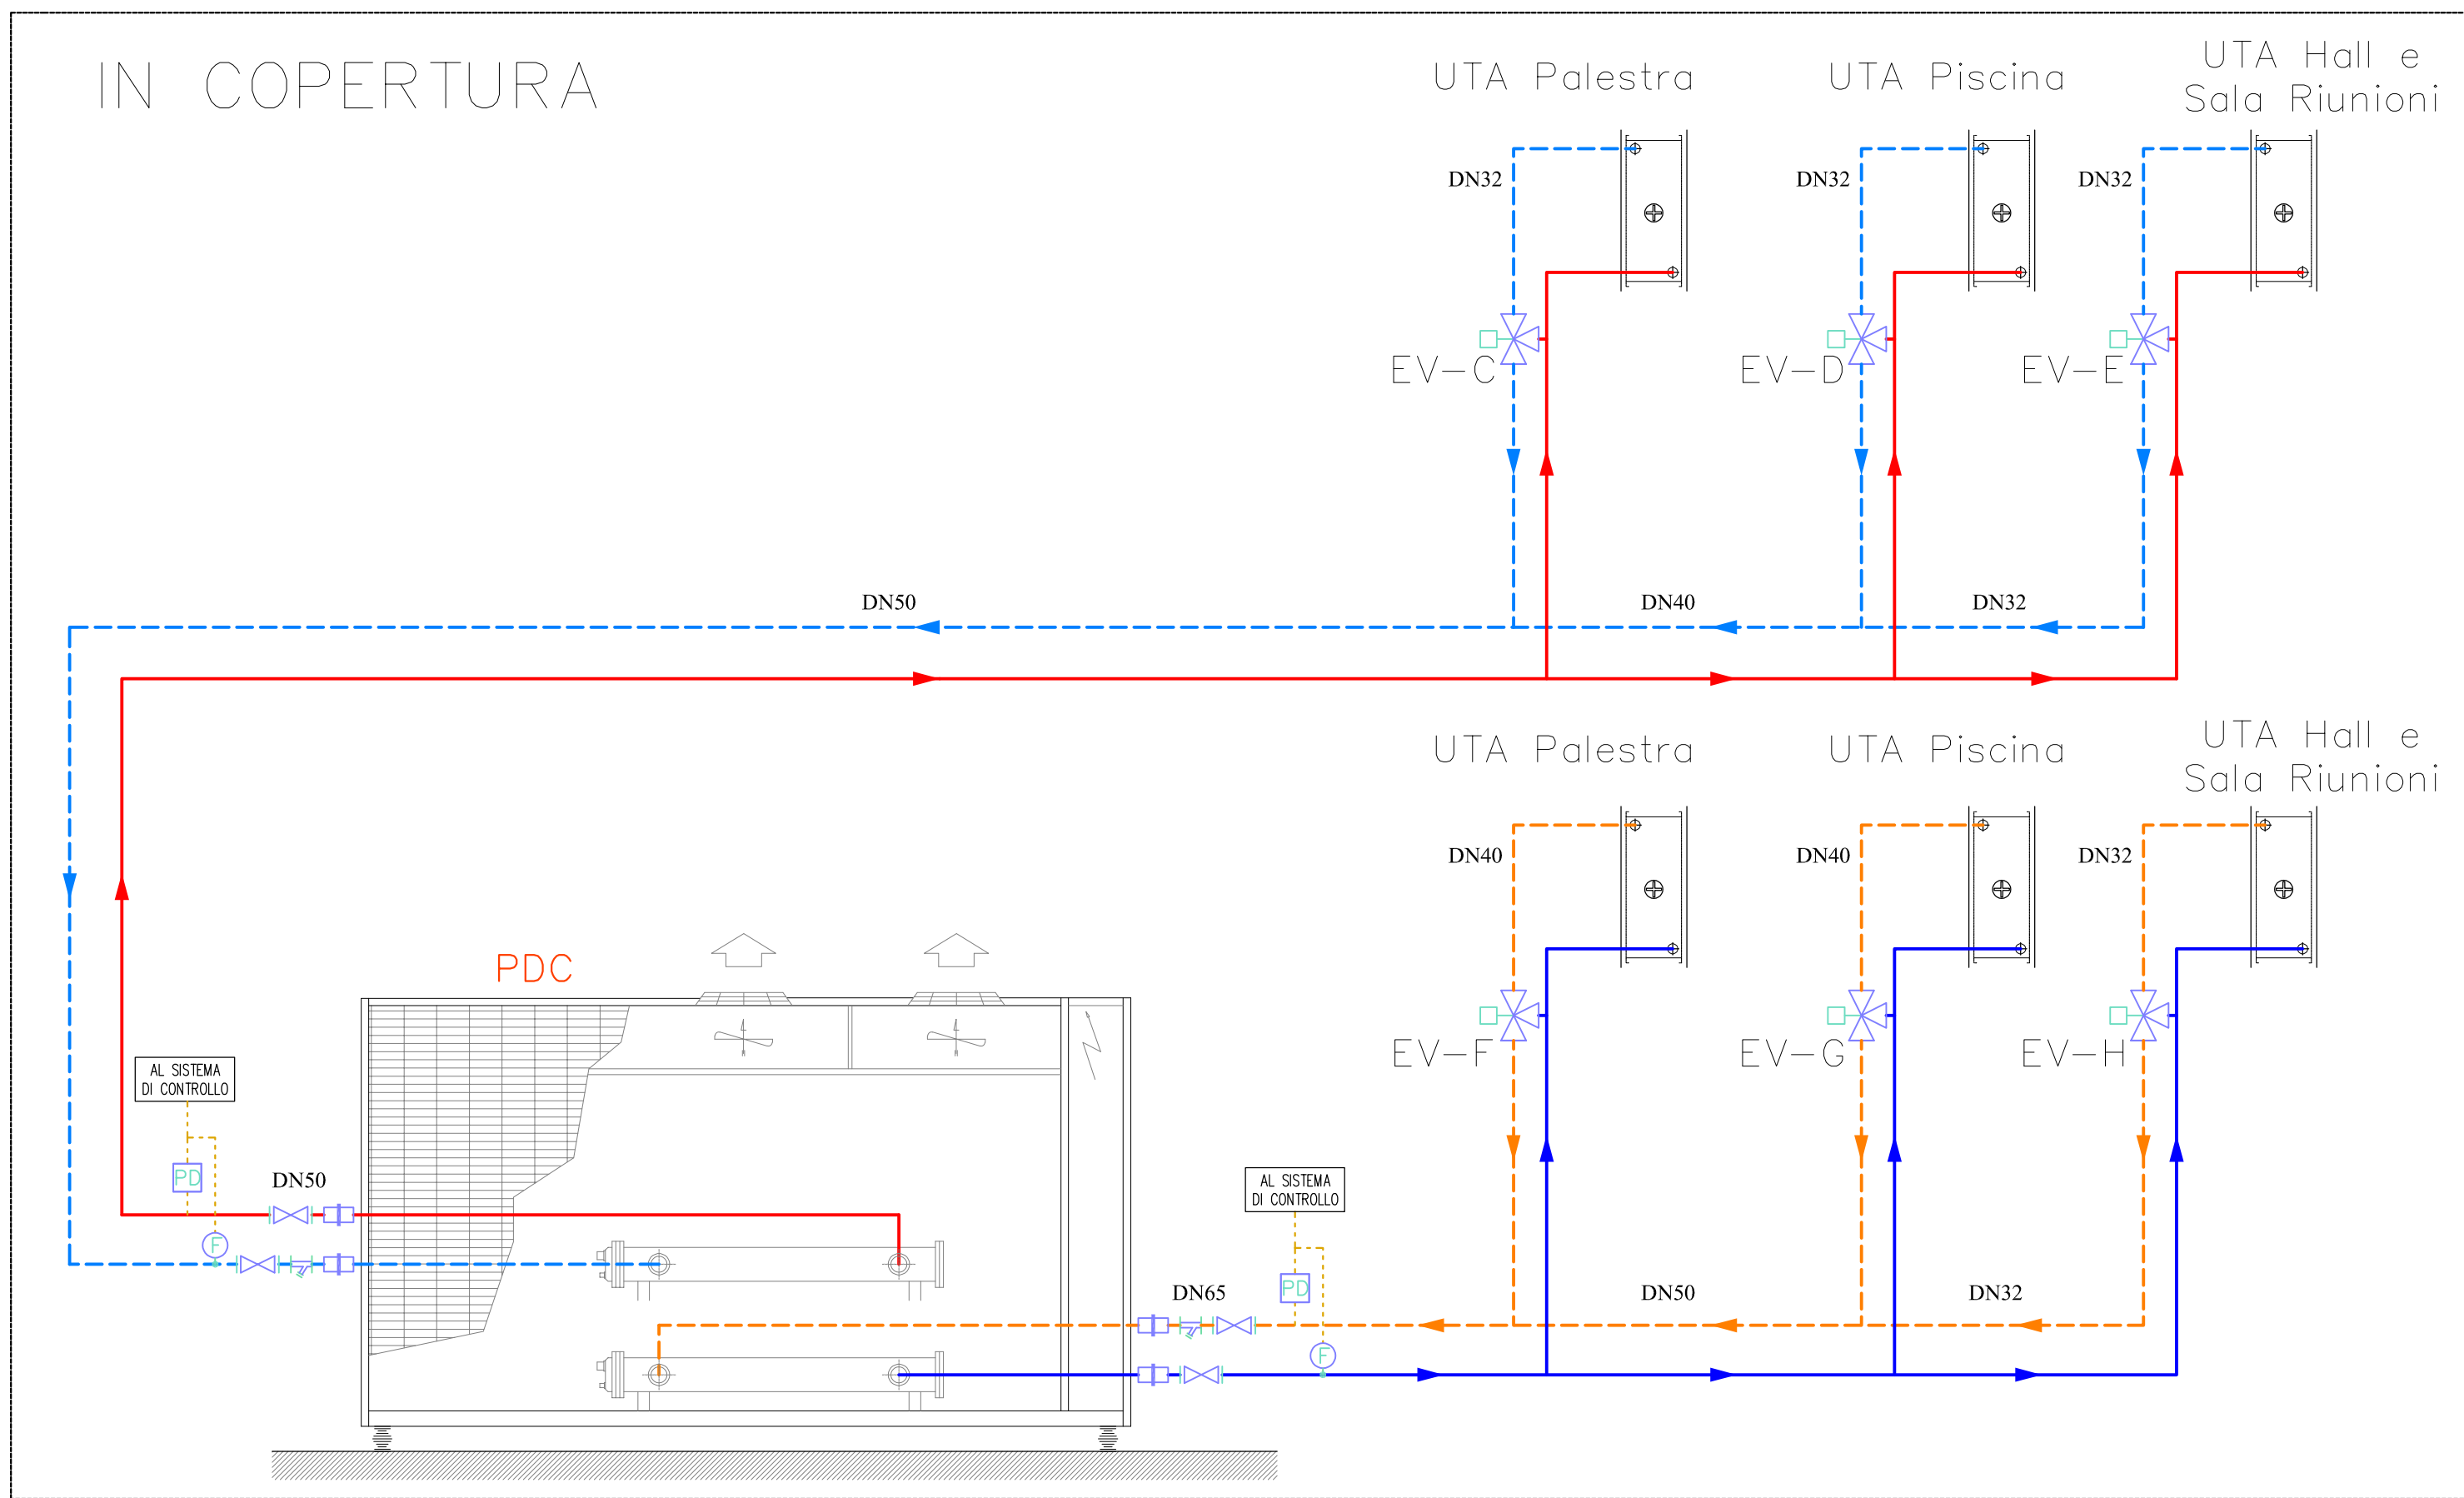 IN COPERTURA
UTA Palestra
UTA Piscina
UTA Hall e
Sala Riunioni
DN32
DN32
DN32
EV-C
EV-D
EV-E
DN50
DN40
DN32
UTA Palestra
UTA Piscina
UTA Hall e
Sala Riunioni
DN40
DN40
DN32
PDC
EV-F
EV-G
EV-H
AL SISTEMA
DI CONTROLLO
PD
DN50
F
AL SISTEMA
DI CONTROLLO
PD
DN65
DN50
DN32
F